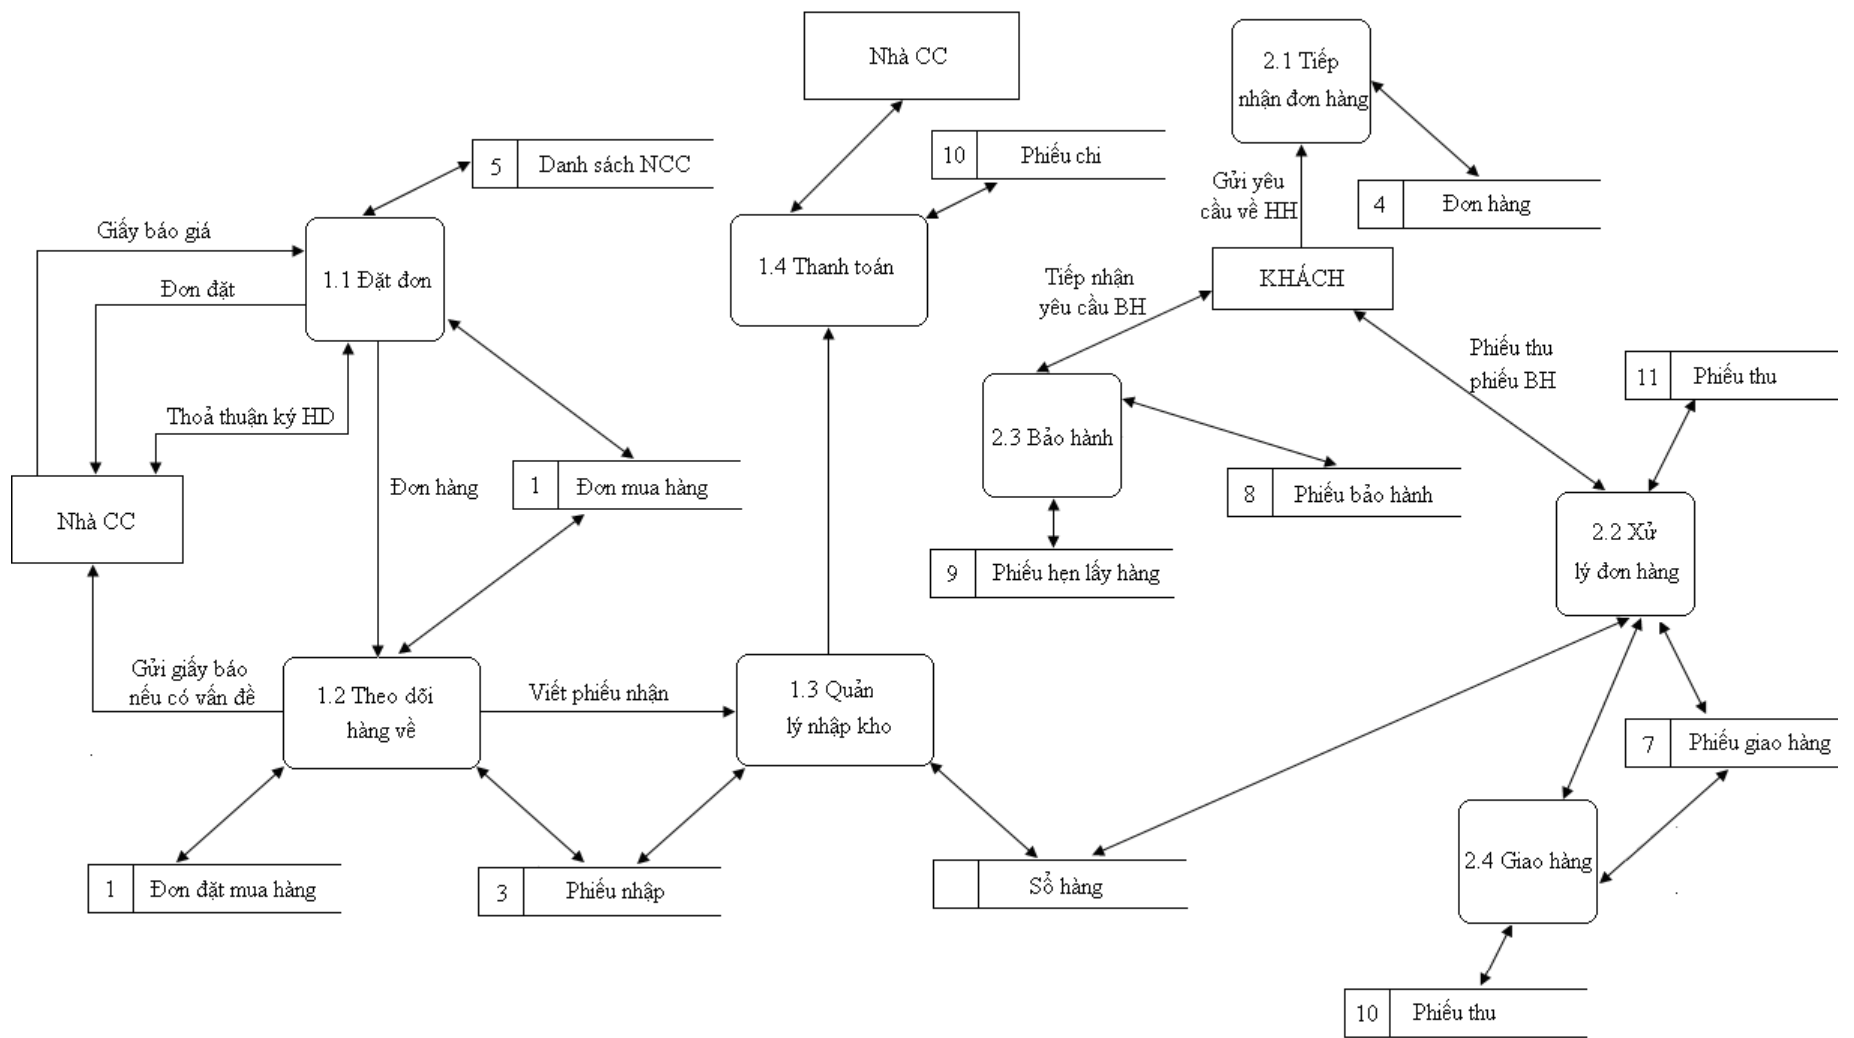 Nhà CC
2.1 Tiếp
nhận đơn hàng
5
Danh sách NCC
10
Phiếu chi
Gửi yêu
cầu về HH
4
Đơn hàng
Giấy báo giá
1.1 Đặt đơn
Đơn đặt
1.4 Thanh toán
Tiếp nhận
yêu cầu BH
KHÁCH
Phiếu thu
phiếu BH
11
Phiếu thu
Thoả thuận ký HD
2.3 Bảo hành
Đơn hàng
1
Đơn mua hàng
8
Phiếu bảo hành
Nhà CC
2.2 Xử
lý đơn hàng
9
Phiếu hẹn lấy hàng
Gửi giấy báo
nếu có vấn đề
1.2 Theo dõi
hàng về
Viết phiếu nhận
1.3 Quản
lý nhập kho
7
Phiếu giao hàng
2.4 Giao hàng
1
Đơn đặt mua hàng
3
Phiếu nhập
Sổ hàng
10
Phiếu thu